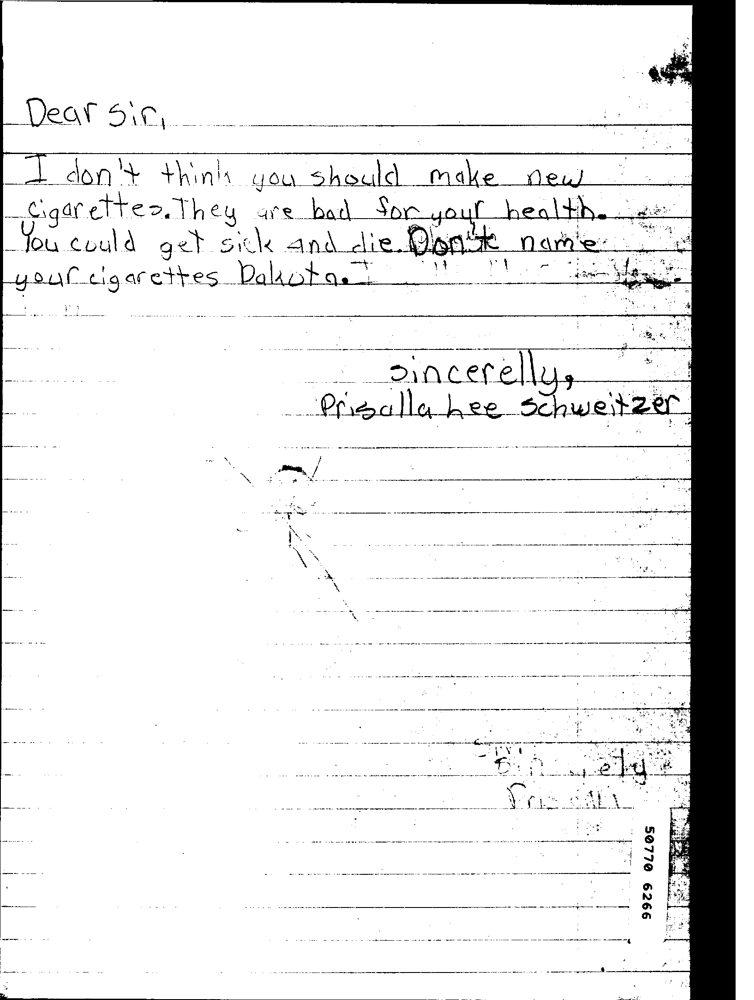 Dear Sir,
I don't think you should make new
cigarettes. They are bad for your health.
You could get sick and die. Don't name
your cigarettes Dakota. I
sincerelly,
Prisalla Lee Schweitzer
50770 6266